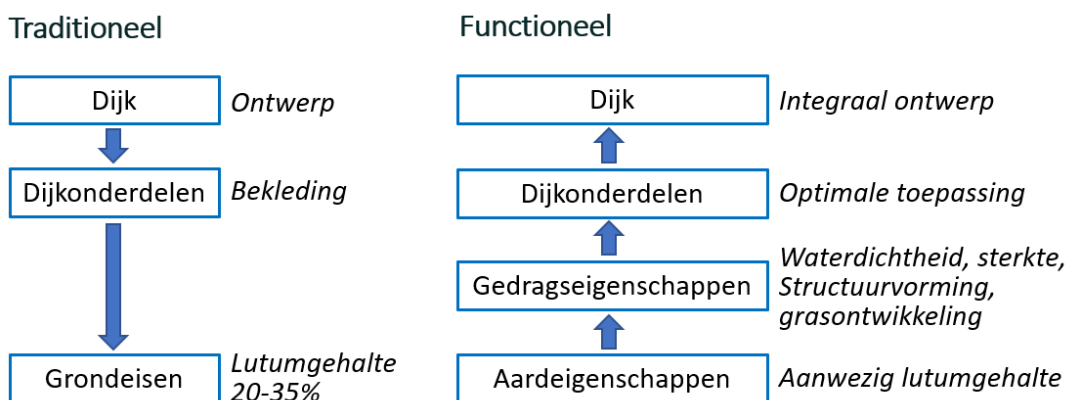 Traditioneel
Dijk
Ontwerp
Dijkonderdelen
Bekleding
Grondeisen
Lutumgehalte
20-35%
Functioneel
Dijk
Integraal ontwerp
Dijkonderdelen
Optimale toepassing
Gedragseigenschappen
Waterdichtheid, sterkte,
Structuurvorming,
grasontwikkeling
Aardeigenschappen
Aanwezig lutumgehalte